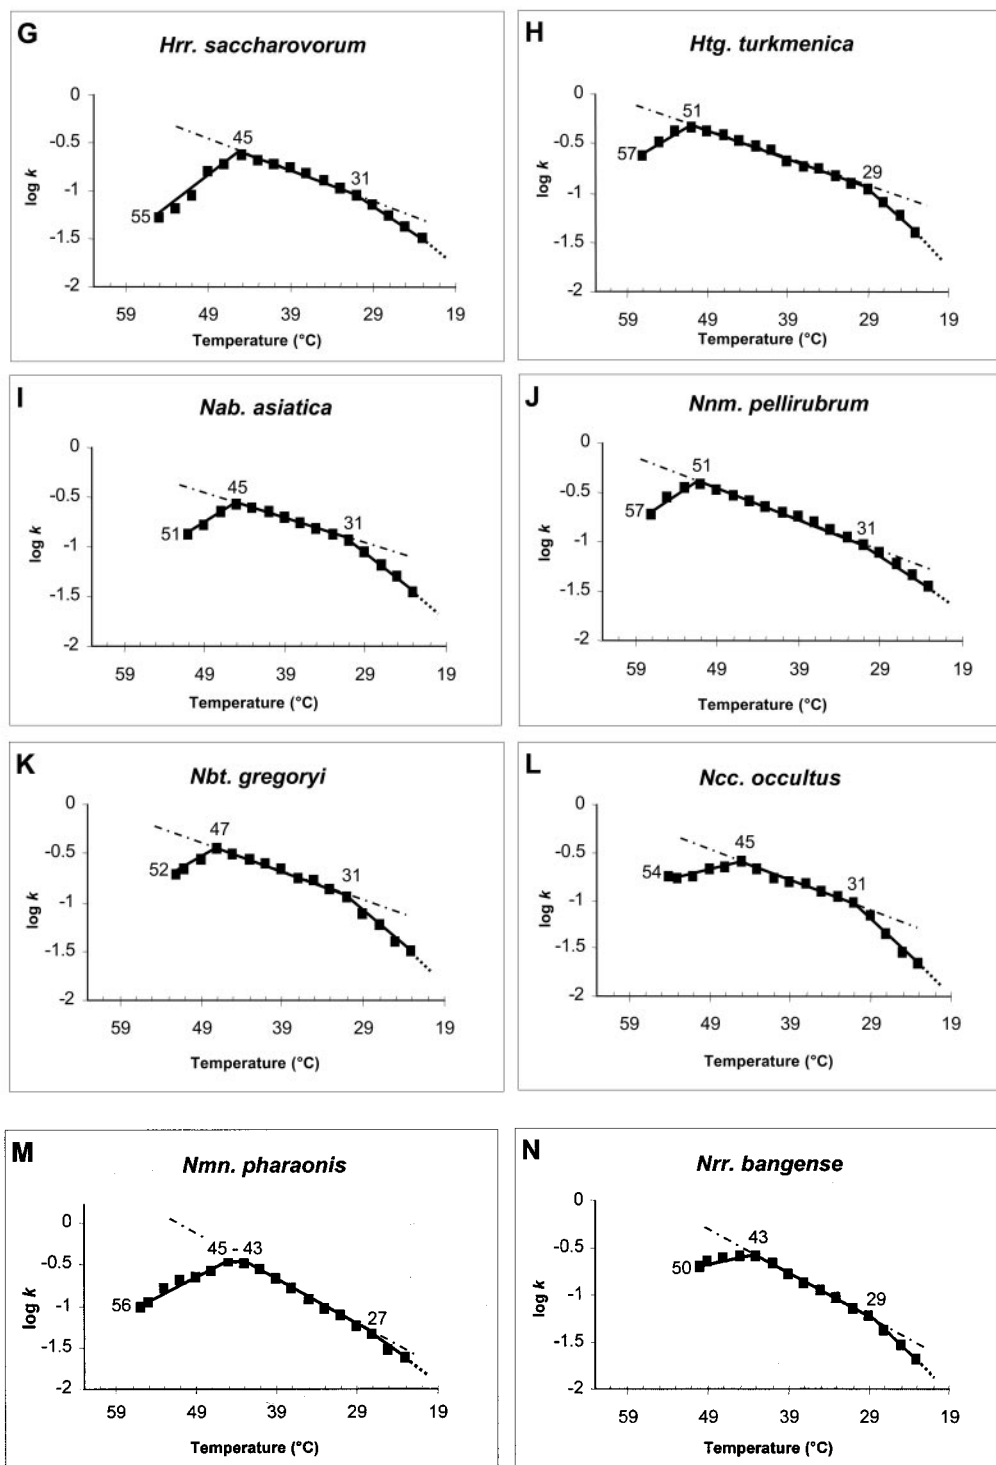 G
Hrr. saccharovorum
0
-0.5
-1
-1.5
-2
log k
55
45
31
59 49 39 29 19
Temperature (°C)
H
Htg. turkmenica
0
-0.5
-1
-1.5
-2
log k
57
51
29
59 49 39 29 19
Temperature (°C)
I
Nab. asiatica
0
-0.5
-1
-1.5
-2
log k
51
45
31
59 49 39 29 19
Temperature (°C)
J
Nnm. pellirubrum
0
-0.5
-1
-1.5
-2
log k
57
51
31
59 49 39 29 19
Temperature (°C)
K
Nbt. gregoryi
0
-0.5
-1
-1.5
-2
log k
52
47
31
59 49 39 29 19
Temperature (°C)
L
Ncc. occultus
0
-0.5
-1
-1.5
-2
log k
54
45
31
59 49 39 29 19
Temperature (°C)
M
Nmn. pharaonis
0
-0.5
-1
-1.5
-2
log k
56
45 - 43
27
59 49 39 29 19
Temperature (°C)
N
Nrr. bangense
0
-0.5
-1
-1.5
-2
log k
50
43
29
59 49 39 29 19
Temperature (°C)